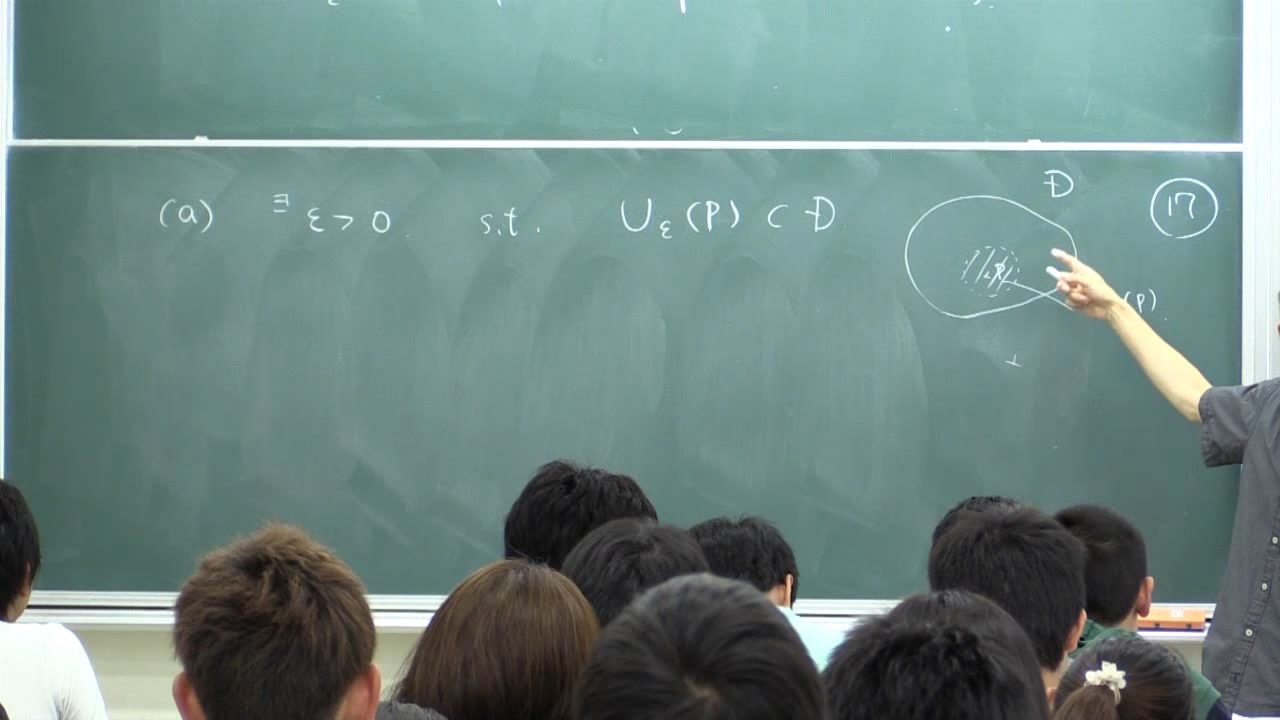 (a) ∃ε > 0 s.t. Uε(P) ⊂ D
D
17
P
(P).